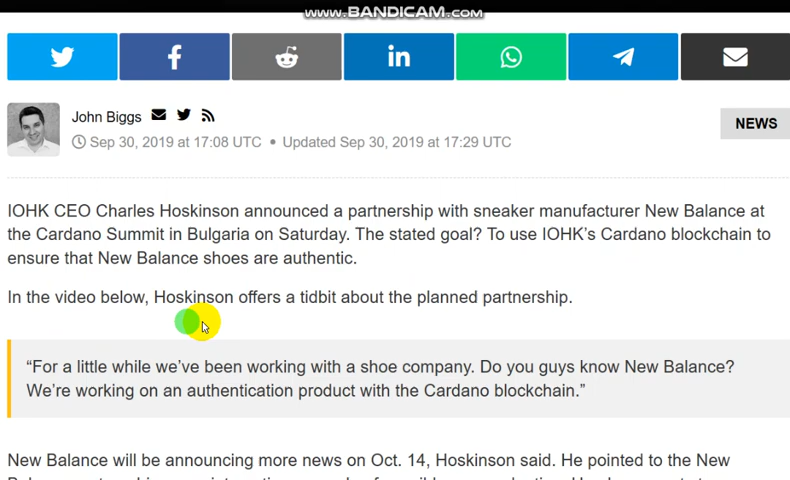 www.BANDICAM.com
John Biggs
Sep 30, 2019 at 17:08 UTC • Updated Sep 30, 2019 at 17:29 UTC
NEWS
IOHK CEO Charles Hoskinson announced a partnership with sneaker manufacturer New Balance at
the Cardano Summit in Bulgaria on Saturday. The stated goal? To use IOHK’s Cardano blockchain to
ensure that New Balance shoes are authentic.
In the video below, Hoskinson offers a tidbit about the planned partnership.
“For a little while we’ve been working with a shoe company. Do you guys know New Balance?
We’re working on an authentication product with the Cardano blockchain.”
New Balance will be announcing more news on Oct. 14, Hoskinson said. He pointed to the New